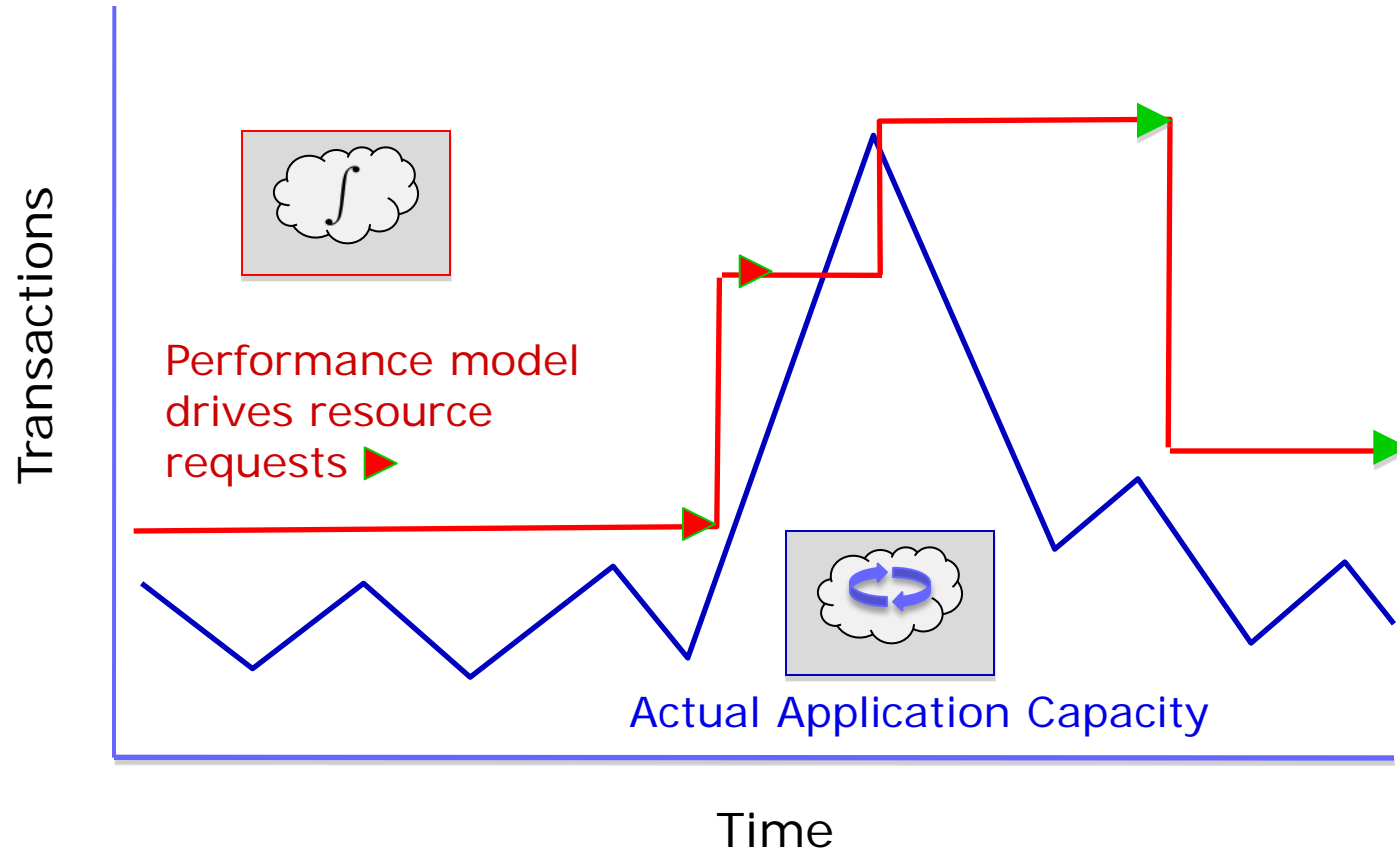 Transactions
∫
Performance model
drives resource
requests
Actual Application Capacity
Time